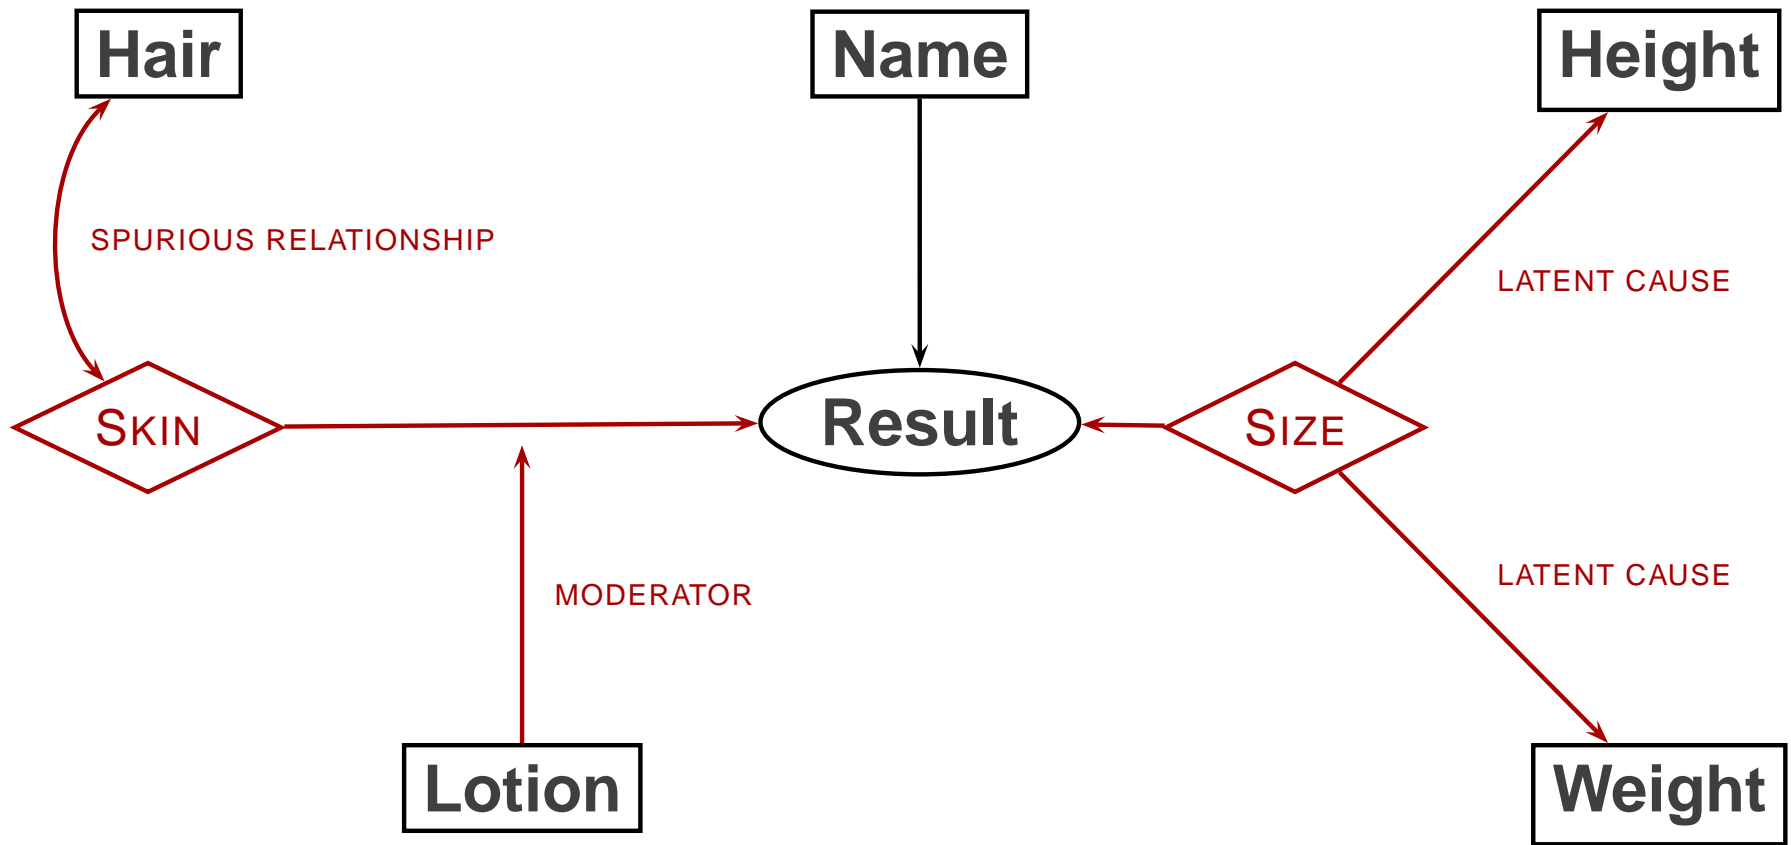 Hair
Name
Height
SPURIOUS RELATIONSHIP
LATENT CAUSE
SKIN
Result
SIZE
MODERATOR
LATENT CAUSE
Lotion
Weight